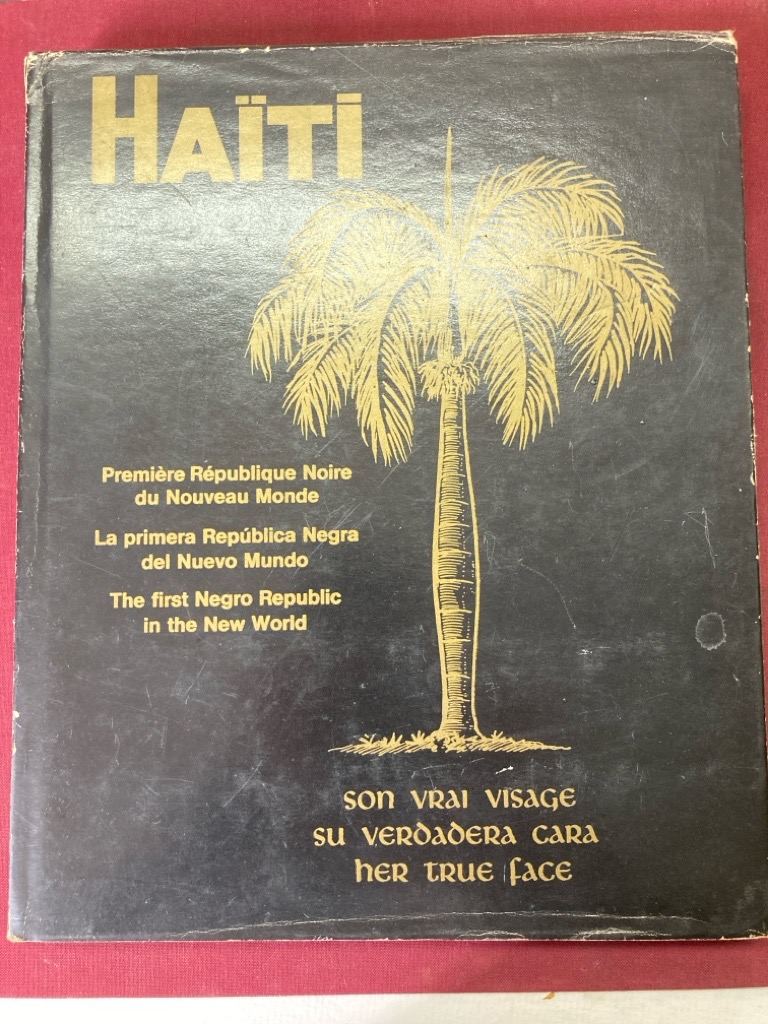 HAÏTI
Première République Noire
du Nouveau Monde
La primera República Negra
del Nuevo Mundo
The first Negro Republic
in the New World
SON VRAI VISAGE
SU VERDADERA CARA
HER TRUE FACE